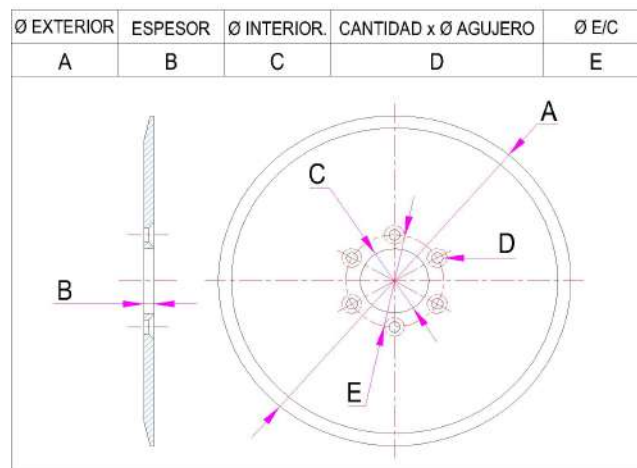 Ø EXTERIOR ESPESOR Ø INTERIOR. CANTIDAD x Ø AGUJERO Ø E/C
A B C D E
A
C
D
B
E